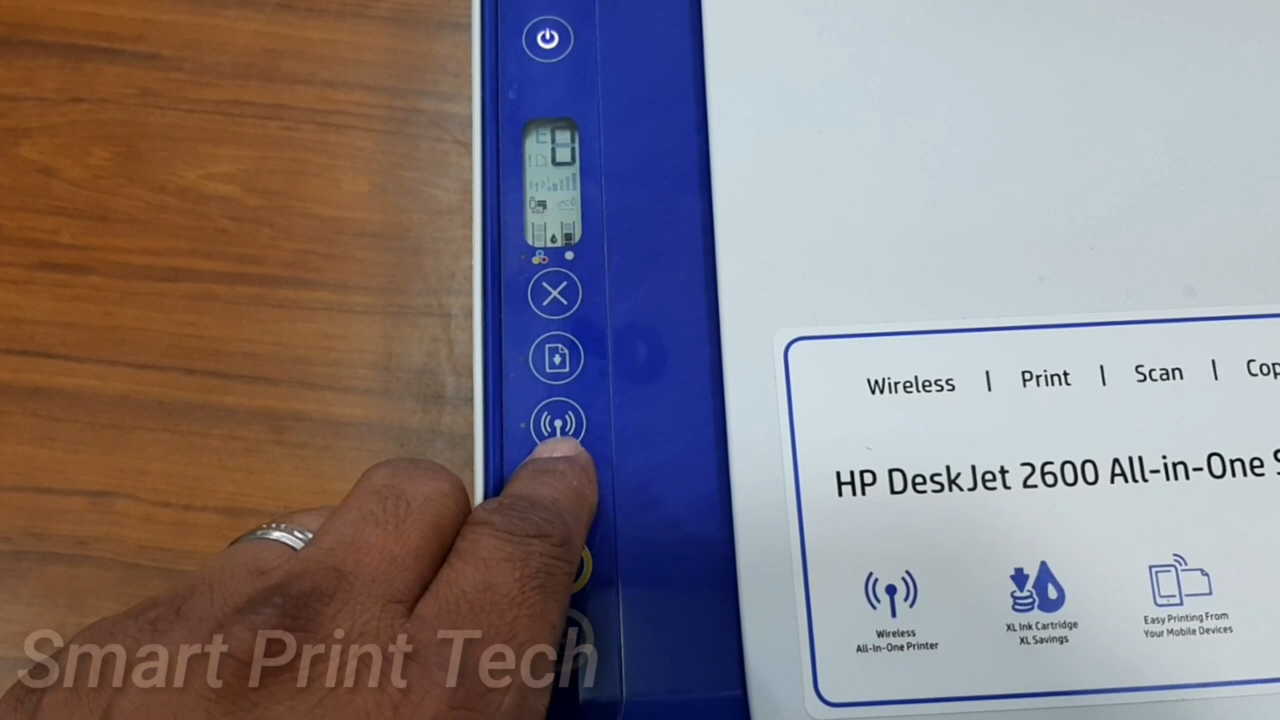 Wireless | Print | Scan | Cop
HP DeskJet 2600 All-in-One S
Wireless
All-In-One Printer
XL Ink Cartridge
XL Savings
Easy Printing From
Your Mobile Devices
Smart Print Tech